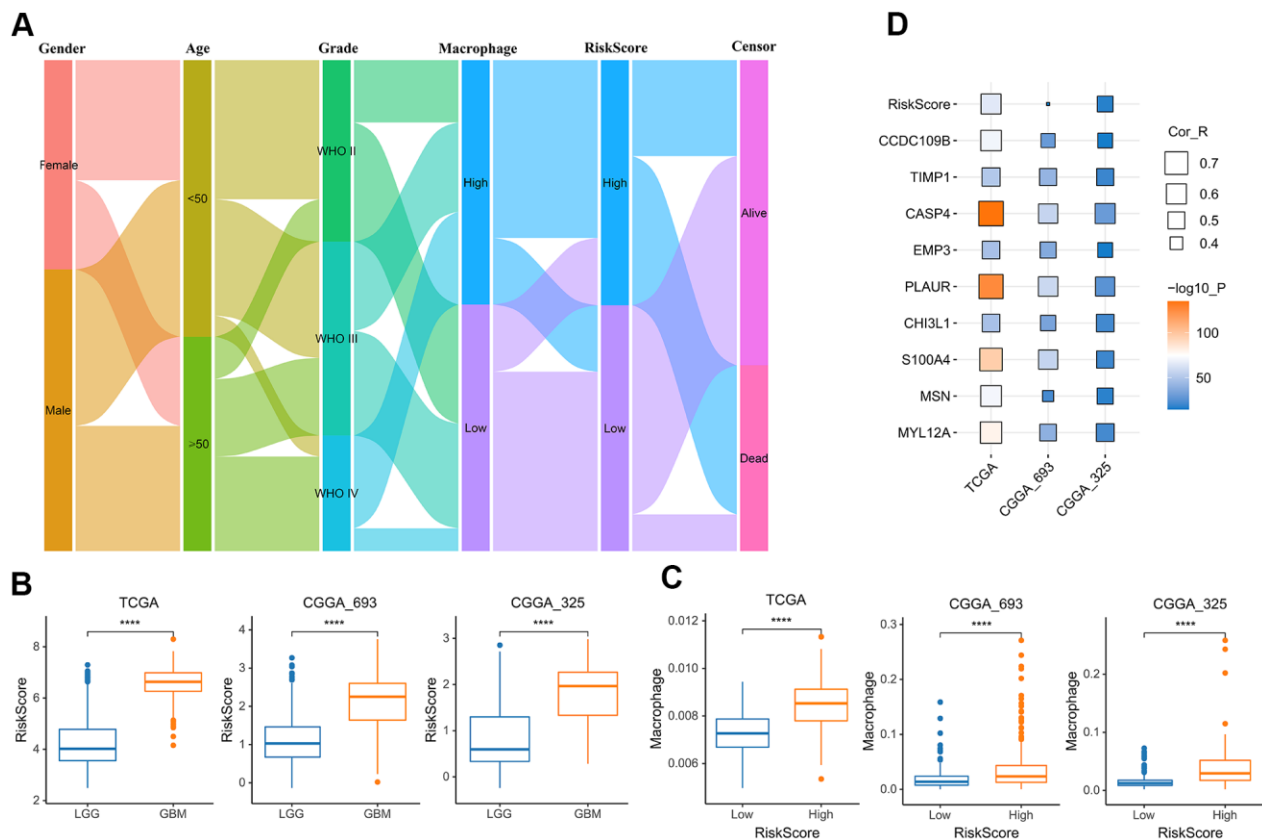 A
Gender Age Grade Macrophage RiskScore Censor
Female
Male
<50
⩾50
WHO II
WHO III
WHO IV
High
Low
High
Low
Alive
Dead
D
RiskScore
CCDC109B
TIMP1
CASP4
EMP3
PLAUR
CHI3L1
S100A4
MSN
MYL12A
TCGA
CGGA_693
CGGA_325
Cor_R
0.7
0.6
0.5
0.4
−log10_P
100
50
B
TCGA
****
RiskScore
8
6
4
2
LGG GBM
CGGA_693
****
RiskScore
4
3
2
1
0
LGG GBM
CGGA_325
****
RiskScore
3
2
1
0
LGG GBM
C
TCGA
****
Macrophage
0.012
0.010
0.008
0.006
Low High
RiskScore
CGGA_693
****
Macrophage
0.3
0.2
0.1
0.0
Low High
RiskScore
CGGA_325
****
Macrophage
0.2
0.1
0.0
Low High
RiskScore